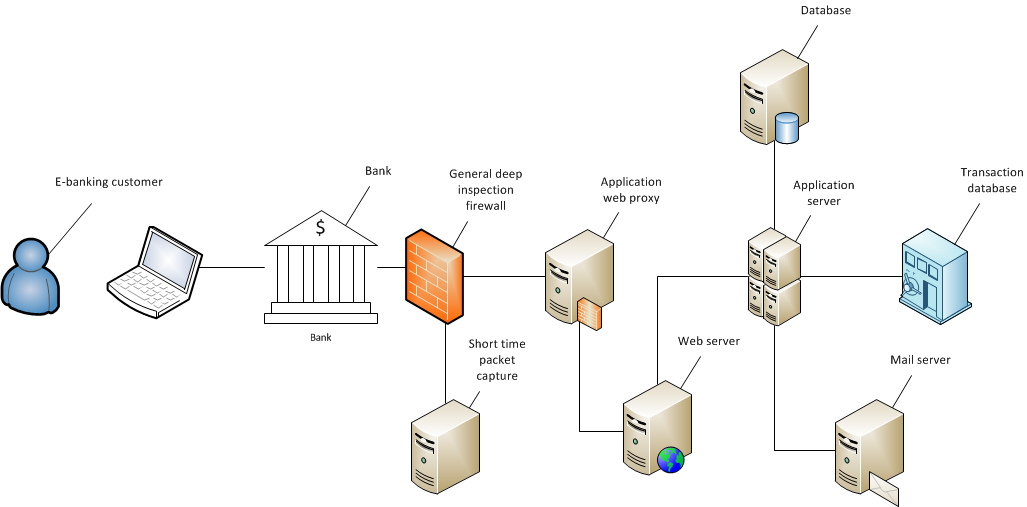 Database
E-banking customer
Bank
General deep
inspection
firewall
Application
web proxy
Application
server
Transaction
database
$
Bank
Short time
packet
capture
Web server
Mail server